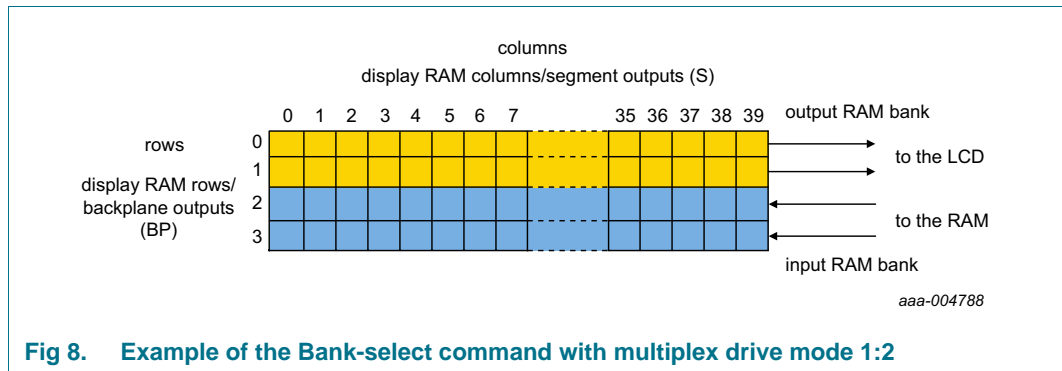 columns
display RAM columns/segment outputs (S)
0 1 2 3 4 5 6 7 35 36 37 38 39 output RAM bank
rows 0
to the LCD
1
display RAM rows/
backplane outputs 2
(BP)
to the RAM
3
input RAM bank
aaa-004788
Fig 8. Example of the Bank-select command with multiplex drive mode 1:2